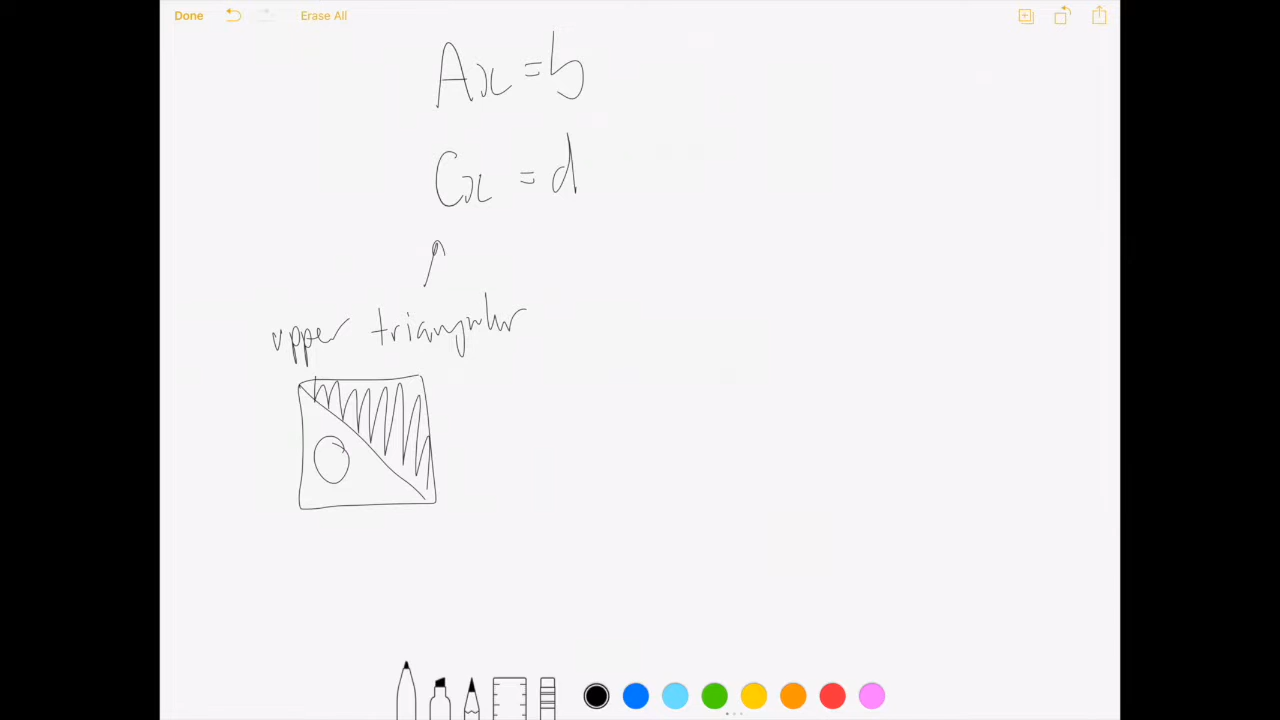 Done Erase All
Ax = b
Cx = d
upper triangular
0